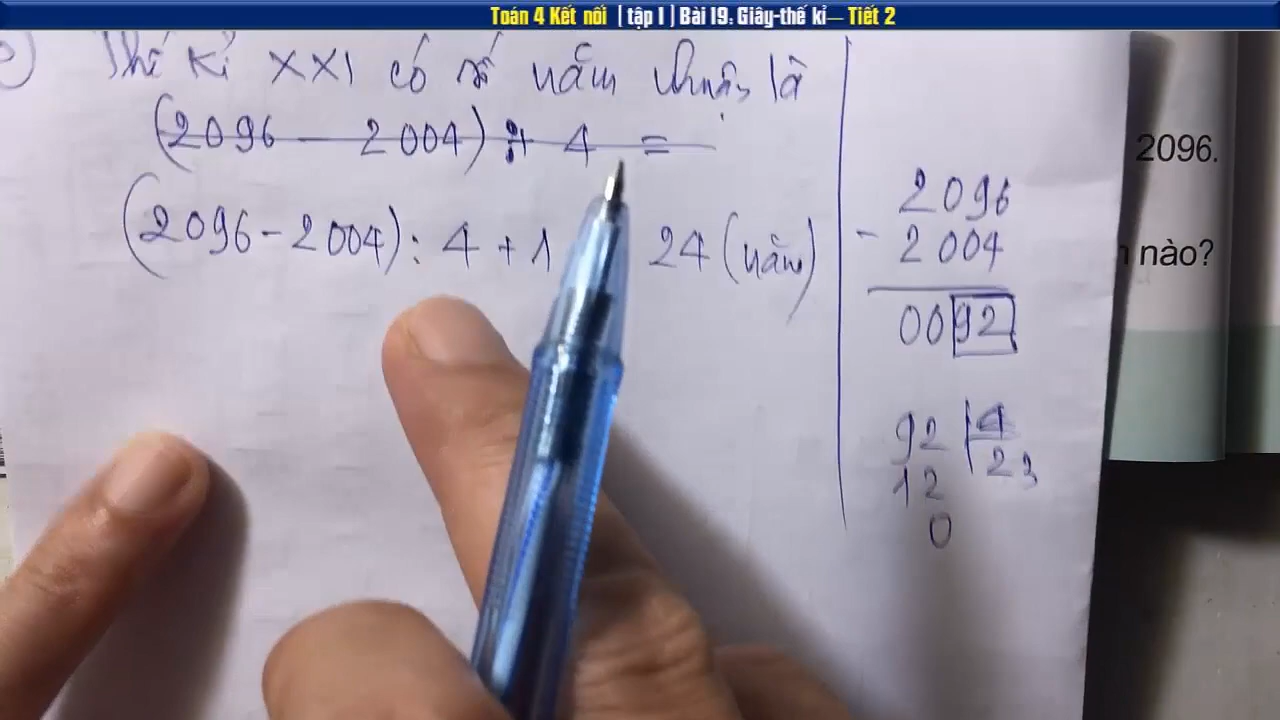 Toán 4 Kết nối [ tập 1 ] Bài 19: Giây-thế kỉ— Tiết 2
c) Thế kỉ XXI có số năm nhuận là
(2096 - 2004) : 4 =
(2096 - 2004) : 4 + 1 24 (năm)
2096
- 2004
0092
92 4
12 23
0
2096.
nào?